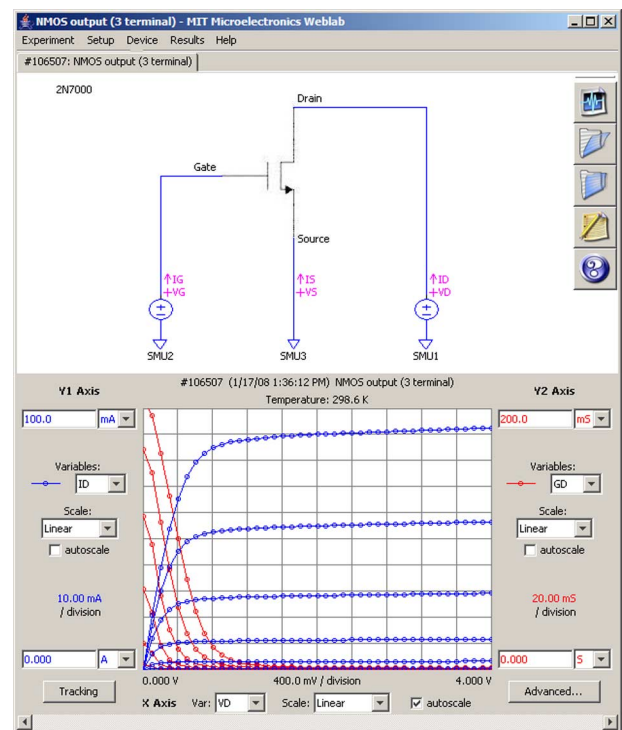 NMOS output (3 terminal) - MIT Microelectronics Weblab
Experiment Setup Device Results Help
#106507: NMOS output (3 terminal)
2N7000
Drain
Gate
Source
IG
+VG
IS
+VS
ID
+VD
SMU2
SMU3
SMU1
#106507 (1/17/08 1:36:12 PM) NMOS output (3 terminal)
Temperature: 298.6 K
Y1 Axis
100.0 mA
Variables:
ID
Scale:
Linear
autoscale
10.00 mA
/ division
0.000 A
Tracking
Y2 Axis
200.0 mS
Variables:
GD
Scale:
Linear
autoscale
20.00 mS
/ division
0.000 S
Advanced...
0.000 V 400.0 mV / division 4.000 V
X Axis Var: VD Scale: Linear autoscale